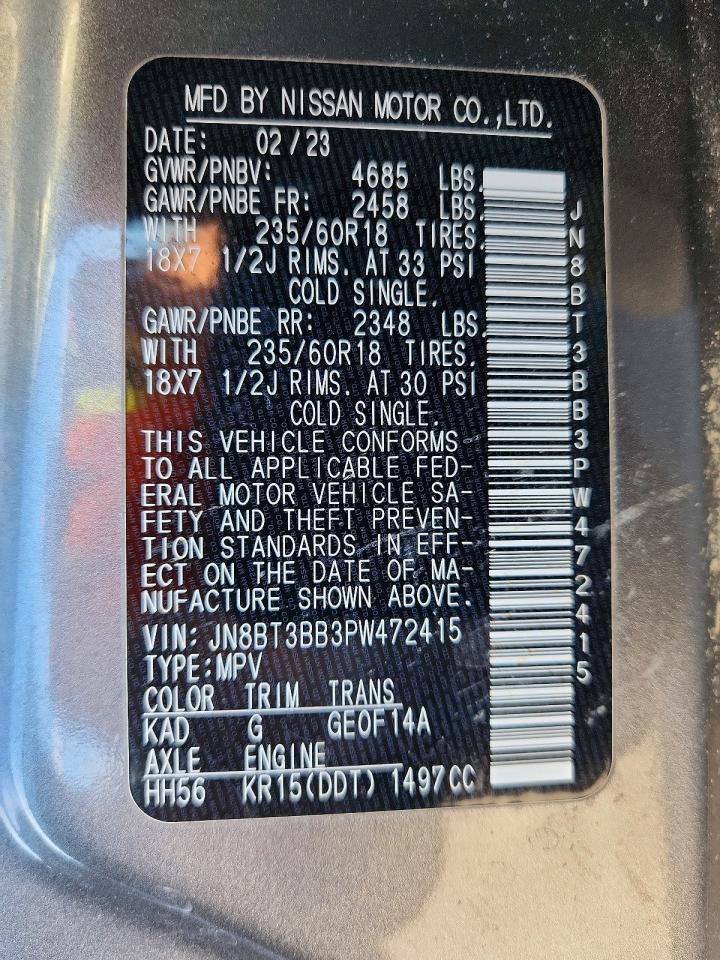 MFD BY NISSAN MOTOR CO.,LTD.
DATE: 02/23
GVWR/PNBV: 4685 LBS.
GAWR/PNBE FR: 2458 LBS.
WITH 235/60R18 TIRES.
18X7 1/2J RIMS. AT 33 PSI
COLD SINGLE.
GAWR/PNBE RR: 2348 LBS.
WITH 235/60R18 TIRES.
18X7 1/2J RIMS. AT 30 PSI
COLD SINGLE.
THIS VEHICLE CONFORMS
TO ALL APPLICABLE FED-
ERAL MOTOR VEHICLE SA-
FETY AND THEFT PREVEN-
TION STANDARDS IN EFF-
ECT ON THE DATE OF MA-
NUFACTURE SHOWN ABOVE.
VIN: JN8BT3BB3PW472415
TYPE:MPV
COLOR TRIM TRANS
KAD G GE0F14A
AXLE ENGINE
HH56 KR15(DDT) 1497CC
JN8BT3BB3PW472415